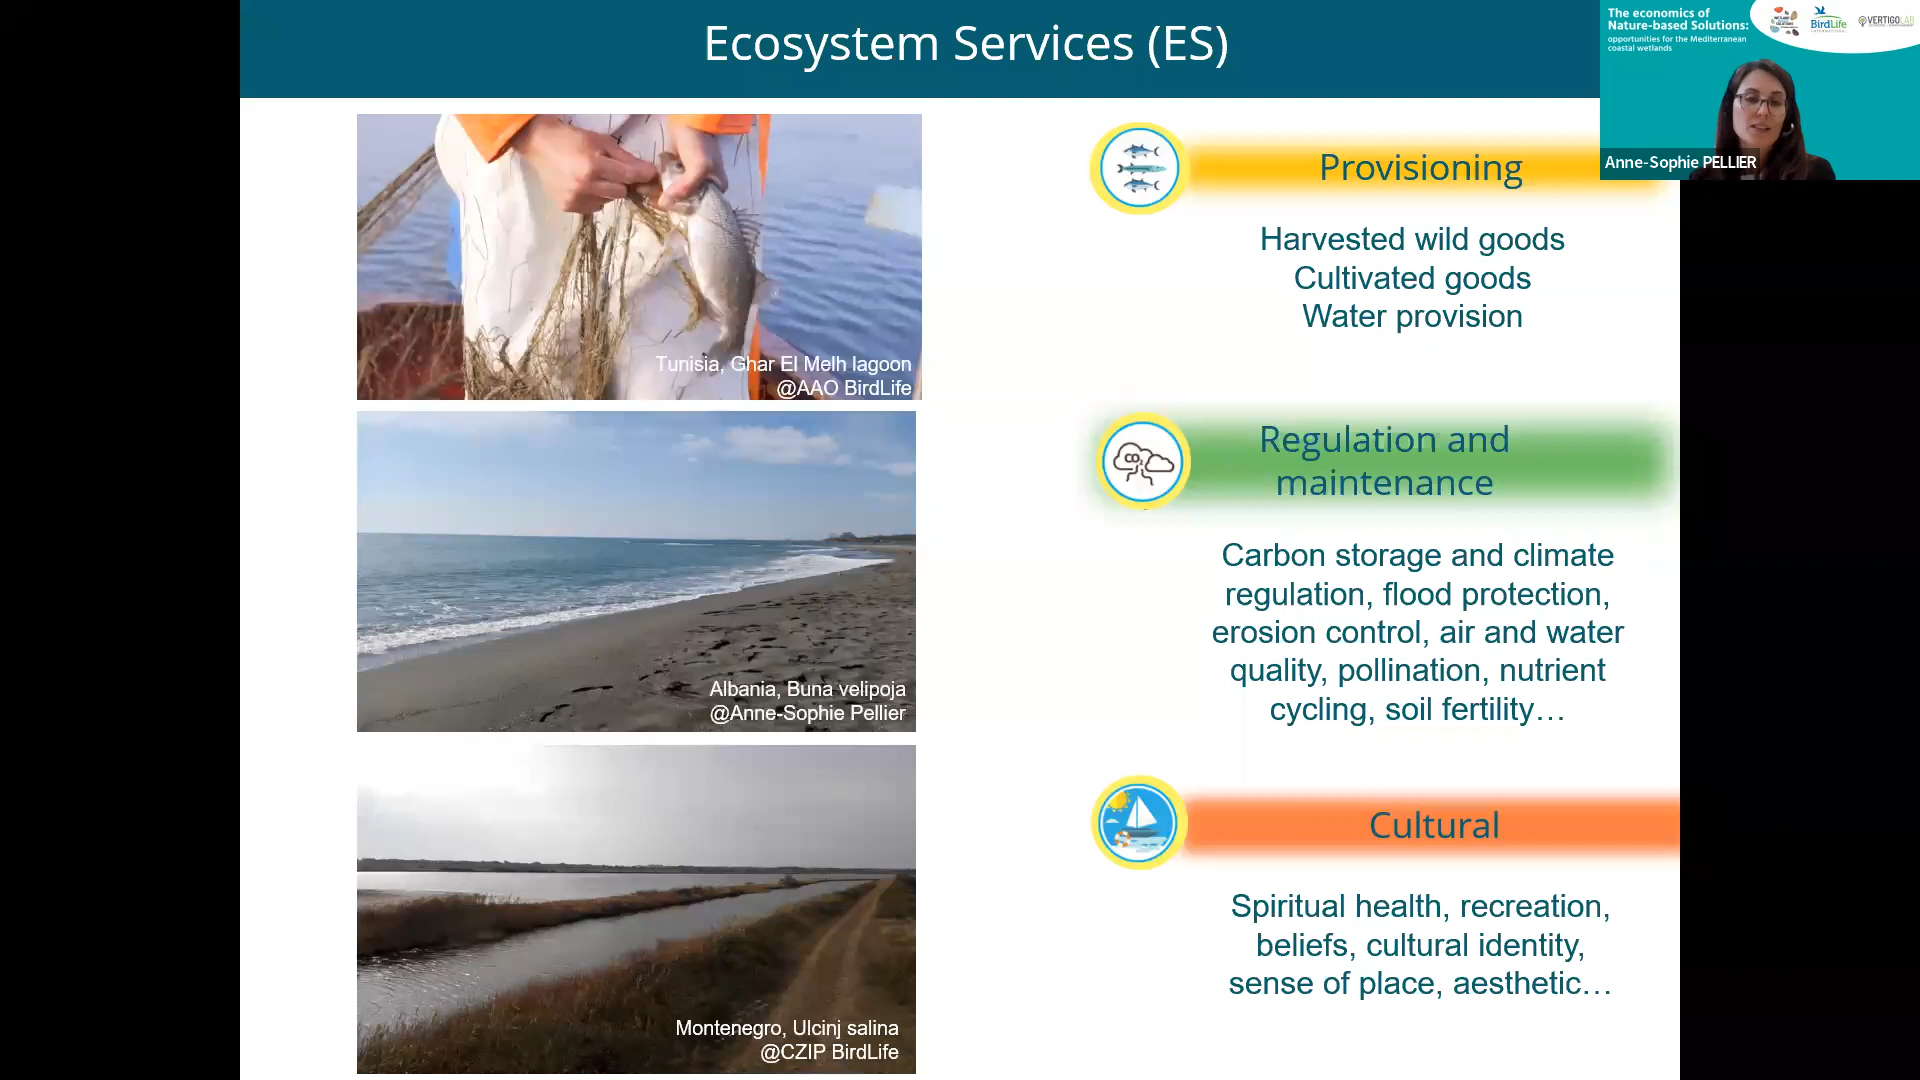 Ecosystem Services (ES)
The economics of
Nature-based Solutions:
opportunities for the Mediterranean
coastal wetlands
BirdLife
INTERNATIONAL
VERTIGOLAB
Anne-Sophie PELLIER
Tunisia, Ghar El Melh lagoon
@AAO BirdLife
Provisioning
Harvested wild goods
Cultivated goods
Water provision
Albania, Buna velipoja
@Anne-Sophie Pellier
CO2
Regulation and
maintenance
Carbon storage and climate
regulation, flood protection,
erosion control, air and water
quality, pollination, nutrient
cycling, soil fertility…
Montenegro, Ulcinj salina
@CZIP BirdLife
Cultural
Spiritual health, recreation,
beliefs, cultural identity,
sense of place, aesthetic…